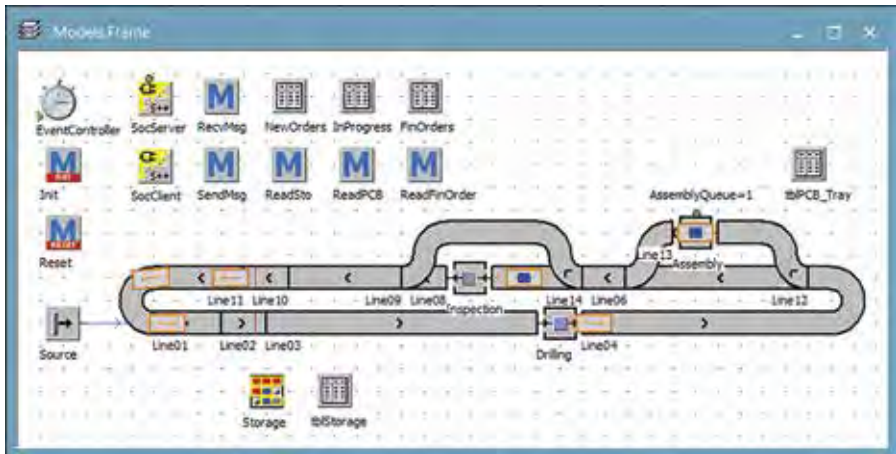 Models.Frame
EventController
SocServer
RecvMsg
NewOrders
InProgress
FinOrders
Init
SocClient
SendMsg
ReadSto
ReadPCB
ReadFinOrder
AssemblyQueue=1
tblPCB_Tray
Reset
Line13
Assembly
Line11
Line10
Line09
Line08
Inspection
Line14
Line06
Line12
Source
Line01
Line02
Line03
Drilling
Line04
Storage
tblStorage